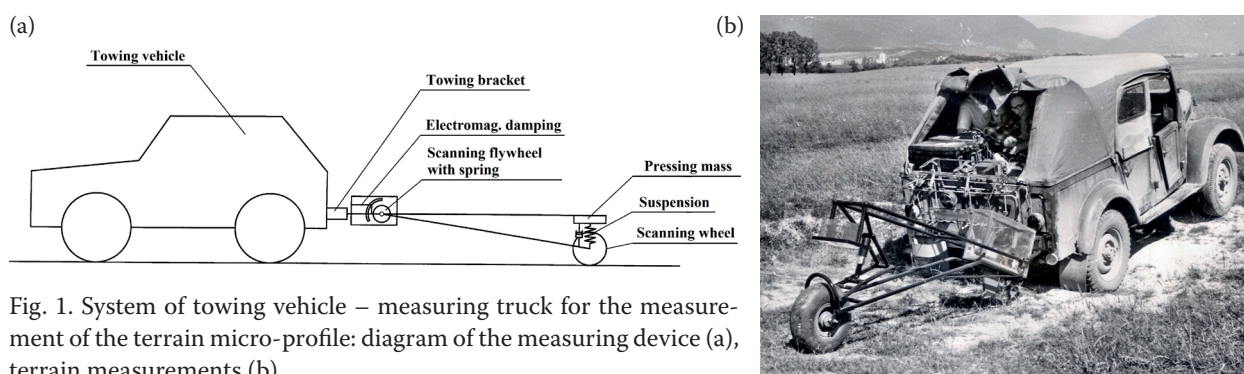 (a)
(b)
Towing vehicle
Towing bracket
Electromag. damping
Scanning flywheel
with spring
Pressing mass
Suspension
Scanning wheel
Fig. 1. System of towing vehicle – measuring truck for the measure-
ment of the terrain micro-profile: diagram of the measuring device (a),
terrain measurements (b)